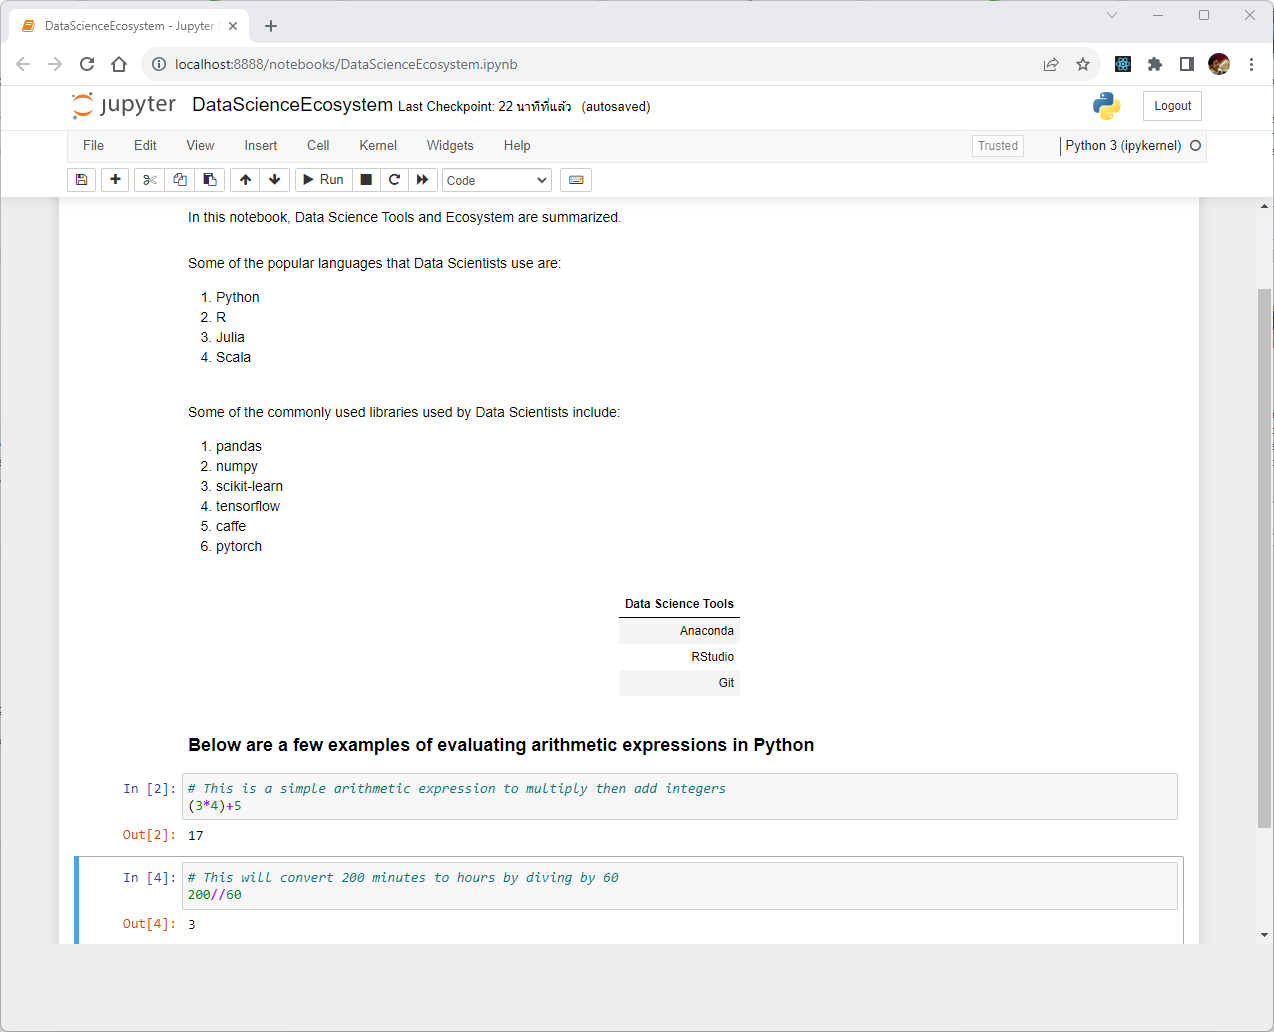 DataScienceEcosystem - Jupyter
localhost:8888/notebooks/DataScienceEcosystem.ipynb
jupyter DataScienceEcosystem Last Checkpoint: 22 นาทีที่แล้ว (autosaved)
Logout
File Edit View Insert Cell Kernel Widgets Help
Trusted
Python 3 (ipykernel)
Run
Code
In this notebook, Data Science Tools and Ecosystem are summarized.
Some of the popular languages that Data Scientists use are:
1. Python
2. R
3. Julia
4. Scala
Some of the commonly used libraries used by Data Scientists include:
1. pandas
2. numpy
3. scikit-learn
4. tensorflow
5. caffe
6. pytorch
Data Science Tools
Anaconda
RStudio
Git
Below are a few examples of evaluating arithmetic expressions in Python
In [2]: # This is a simple arithmetic expression to multiply then add integers
(3*4)+5
Out[2]: 17
In [4]: # This will convert 200 minutes to hours by diving by 60
200//60
Out[4]: 3